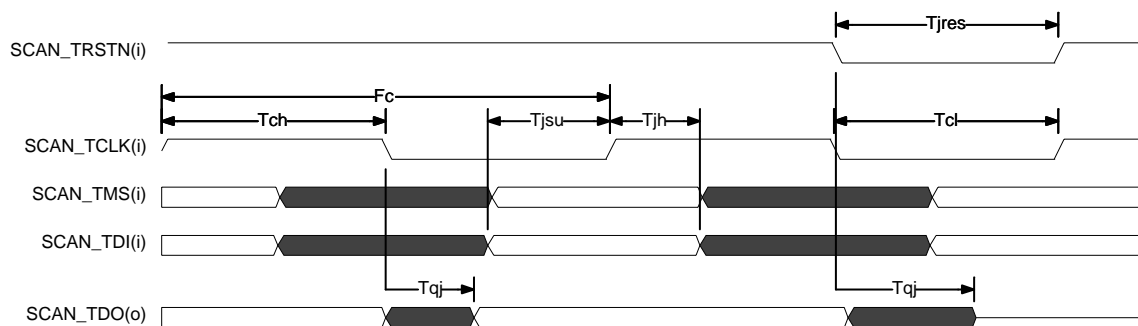 Tjres
SCAN_TRSTN(i)
Fc
Tch
Tjsu
Tjh
Tcl
SCAN_TCLK(i)
SCAN_TMS(i)
SCAN_TDI(i)
Tqj
Tqj
SCAN_TDO(o)